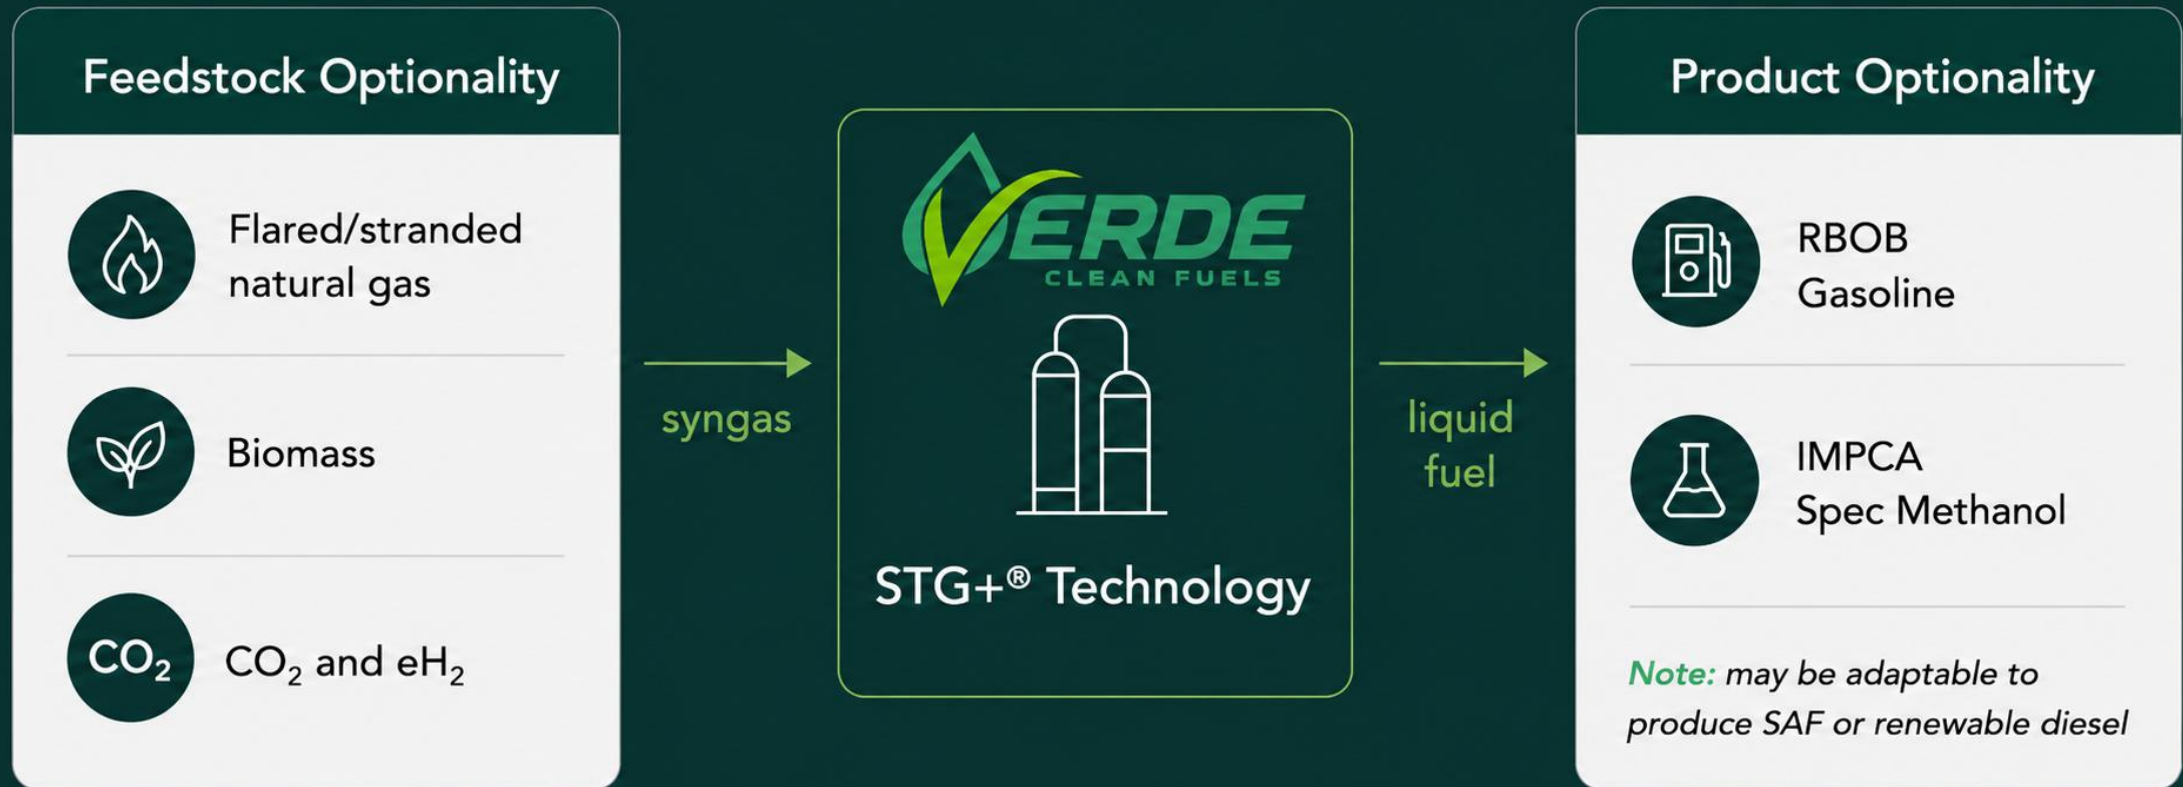 Feedstock Optionality
Flared/stranded
natural gas
Biomass
CO₂
CO₂ and eH₂
syngas
VERDE
CLEAN FUELS
STG+® Technology
liquid
fuel
Product Optionality
RBOB
Gasoline
IMPCA
Spec Methanol
Note: may be adaptable to
produce SAF or renewable diesel